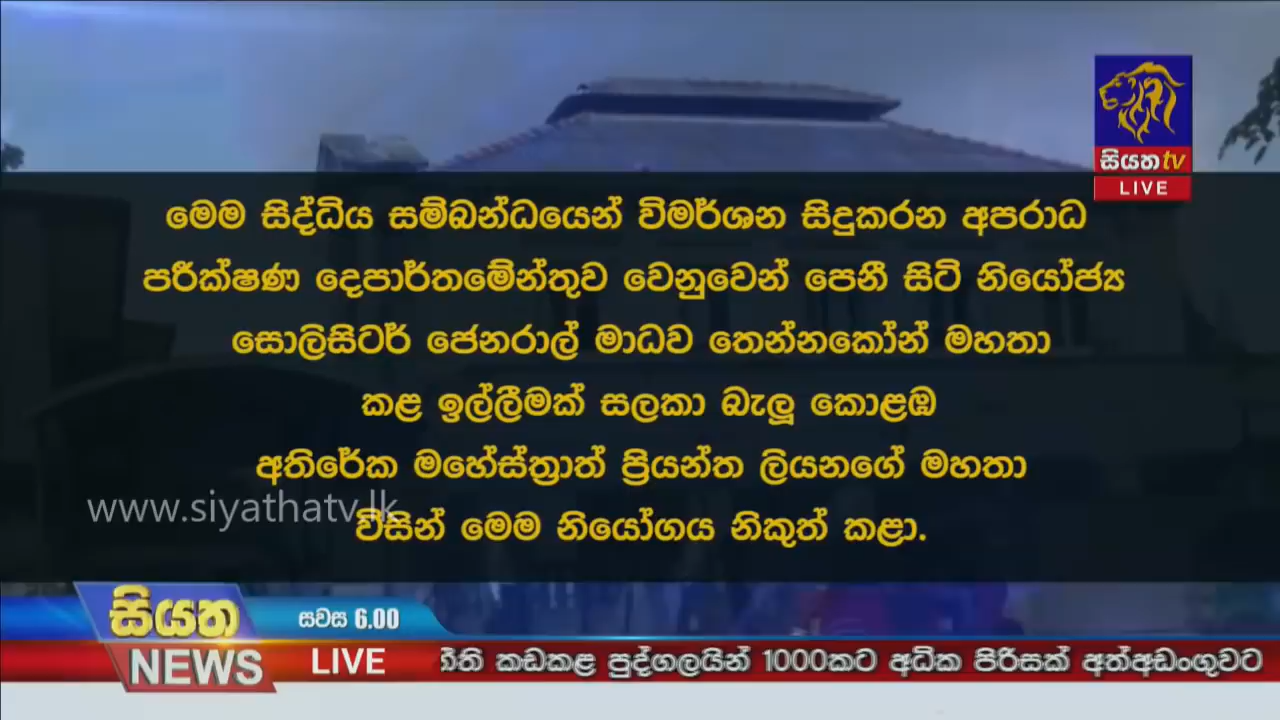 සියත tv
LIVE
මෙම සිද්ධිය සම්බන්ධයෙන් විමර්ශන සිදුකරන අපරාධ
පරීක්ෂණ දෙපාර්තමේන්තුව වෙනුවෙන් පෙනී සිටි නියෝජ්‍ය
සොලිසිටර් ජෙනරාල් මාධව තෙන්නකෝන් මහතා
කළ ඉල්ලීමක් සලකා බැලූ කොළඹ
අතිරේක මහේස්ත්‍රාත් ප්‍රියන්ත ලියනගේ මහතා
විසින් මෙම නියෝගය නිකුත් කළා.
www.siyathatv.lk
සියත
NEWS
සවස 6.00
LIVE
කඩකළ පුද්ගලයින් 1000කට අධික පිරිසක් අත්අඩංගුවට